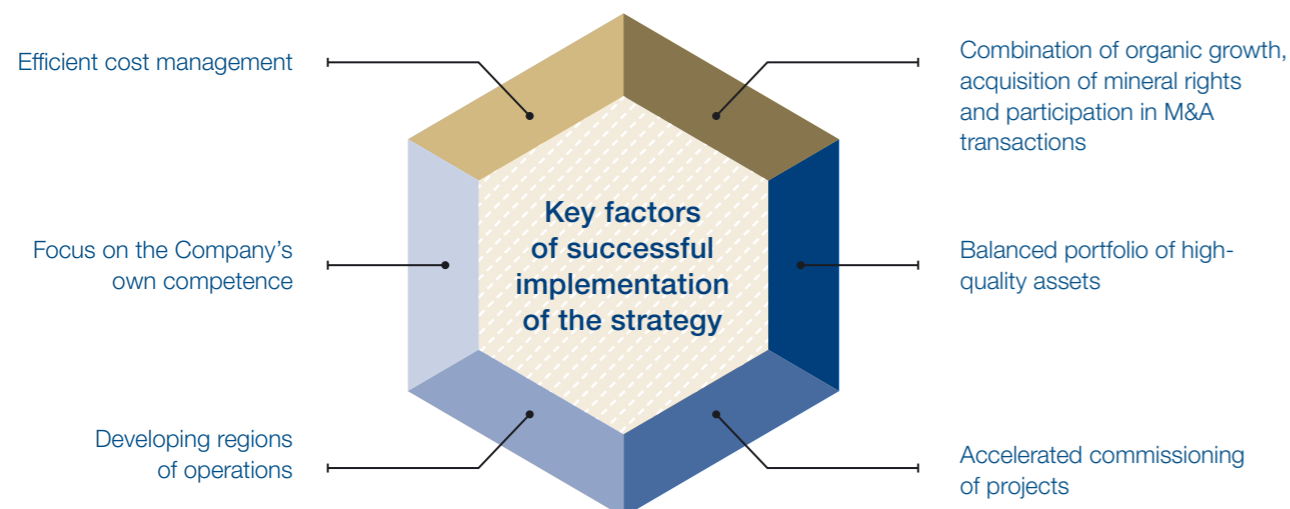 Efficient cost management
Focus on the Company’s
own competence
Developing regions
of operations
Key factors
of successful
implementation
of the strategy
Combination of organic growth,
acquisition of mineral rights
and participation in M&A
transactions
Balanced portfolio of high-
quality assets
Accelerated commissioning
of projects